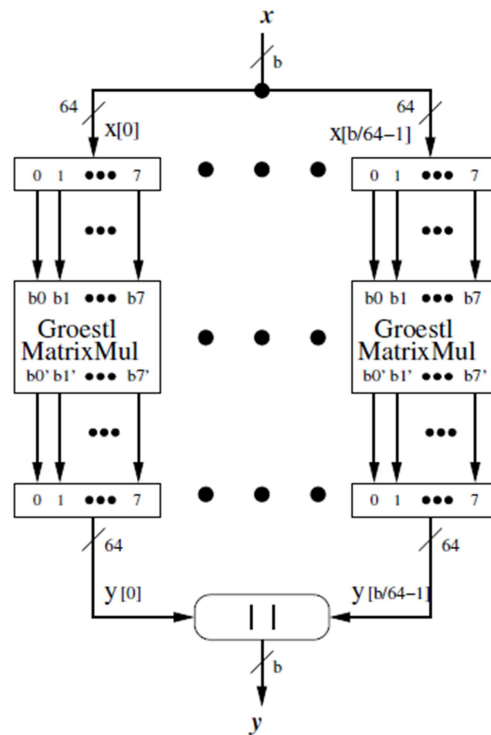 x
b
64 64
x[0] x[b/64−1]
0 1 ••• 7 • • • 0 1 ••• 7
••• •••
b0 b1 ••• b7 b0 b1 ••• b7
Groestl • • • Groestl
MatrixMul MatrixMul
b0' b1' ••• b7' b0' b1' ••• b7'
••• •••
0 1 ••• 7 • • • 0 1 ••• 7
64 64
y[0] y[b/64−1]
||
b
y